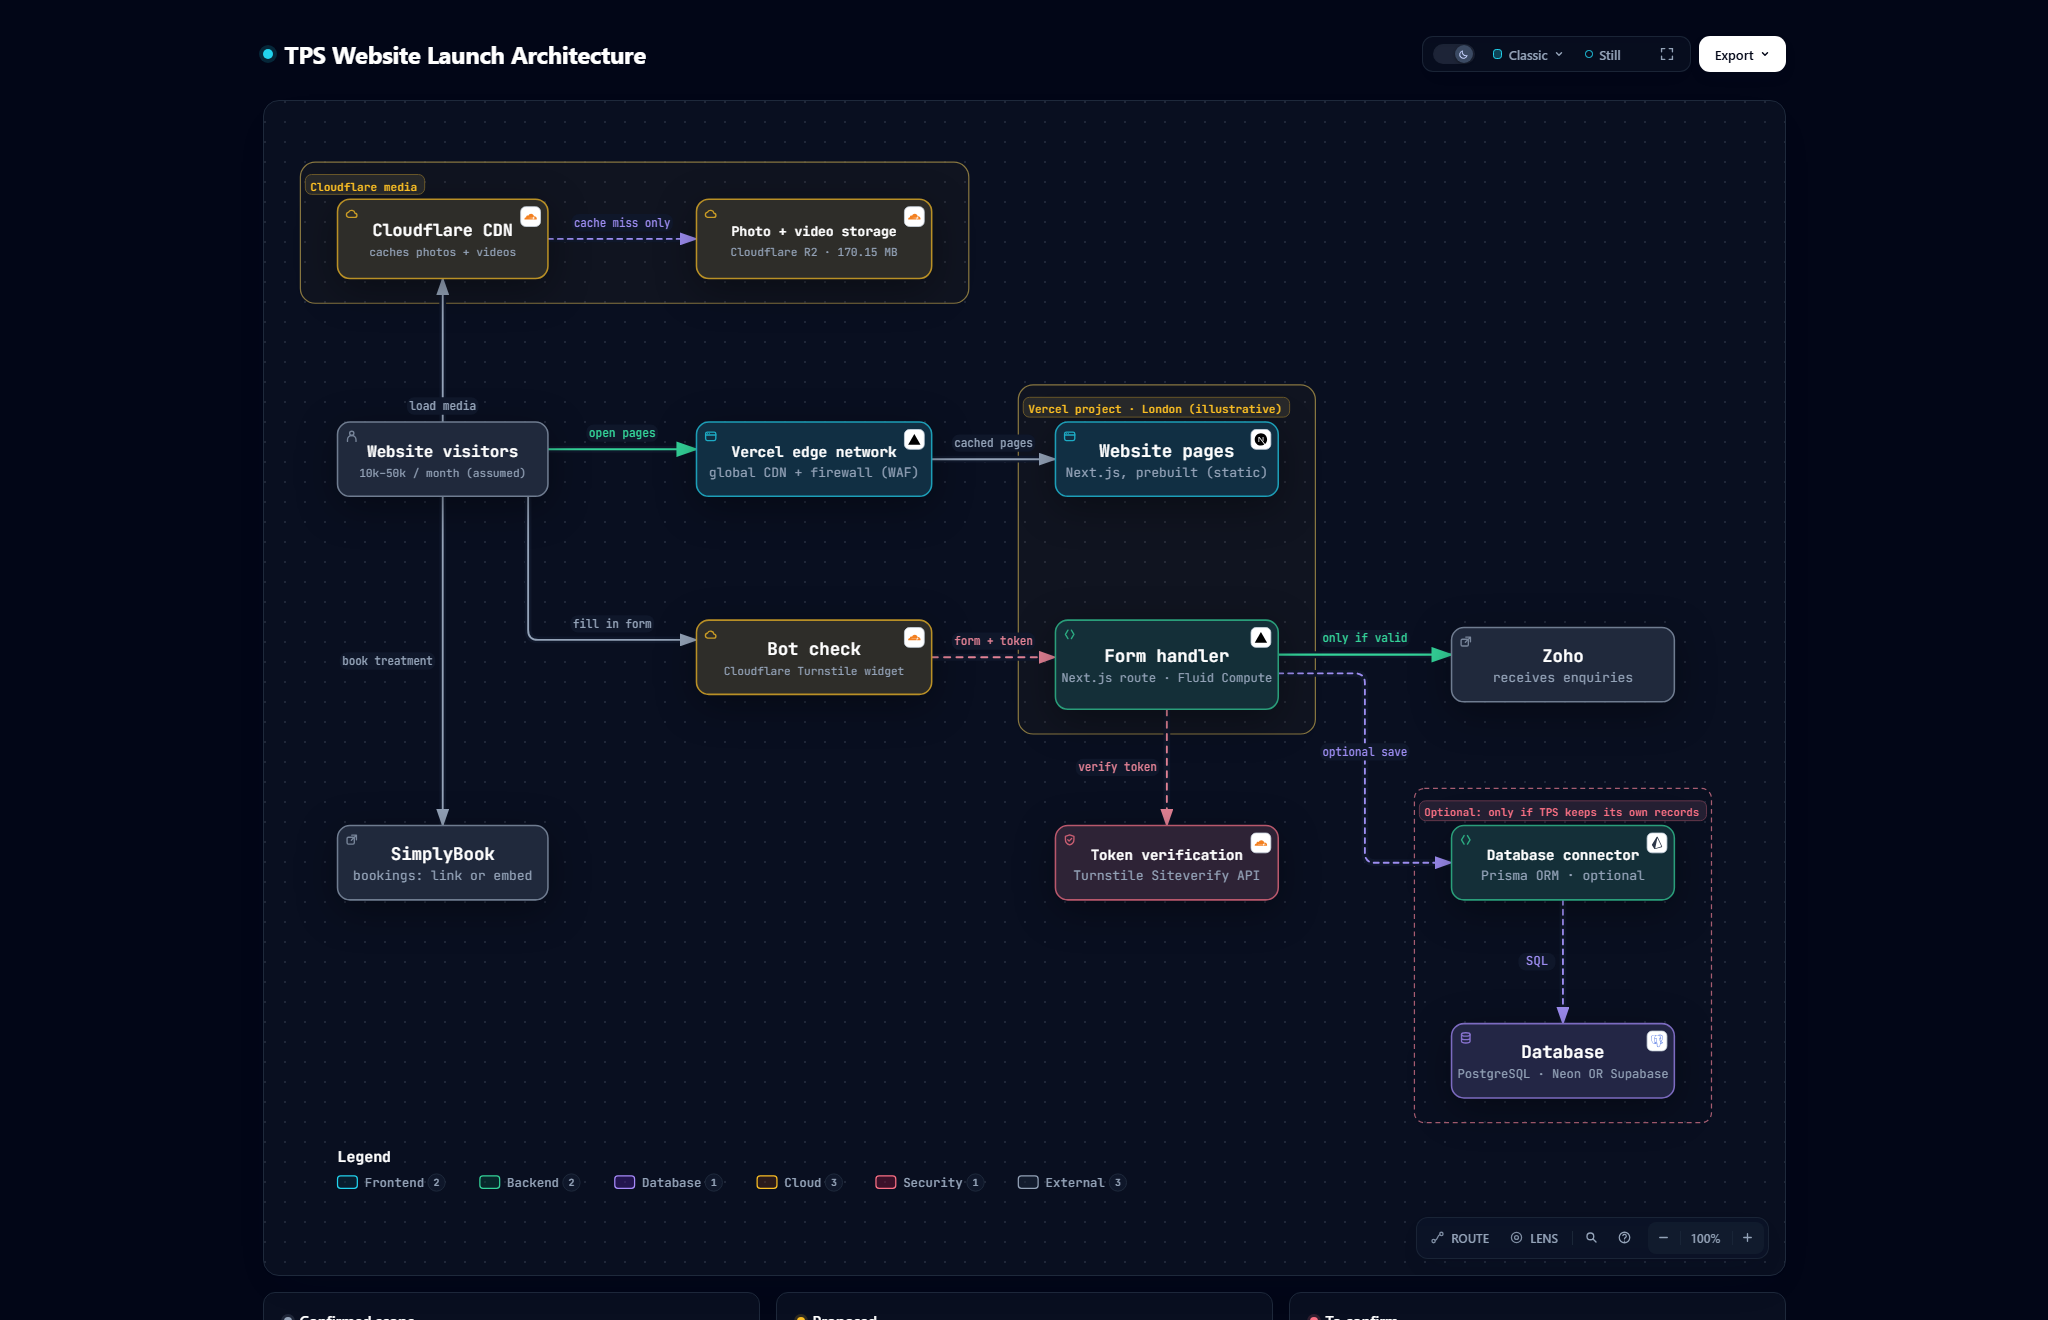 TPS Website Launch Architecture
Classic
Still
Export
Cloudflare media
Cloudflare CDN
caches photos + videos
cache miss only
Photo + video storage
Cloudflare R2 · 170.15 MB
load media
Website visitors
10k–50k / month (assumed)
open pages
Vercel edge network
global CDN + firewall (WAF)
cached pages
Vercel project · London (illustrative)
Website pages
Next.js, prebuilt (static)
fill in form
book treatment
Bot check
Cloudflare Turnstile widget
form + token
Form handler
Next.js route · Fluid Compute
only if valid
Zoho
receives enquiries
optional save
verify token
SimplyBook
bookings: link or embed
Token verification
Turnstile Siteverify API
Optional: only if TPS keeps its own records
Database connector
Prisma ORM · optional
SQL
Database
PostgreSQL · Neon OR Supabase
Legend
Frontend 2
Backend 2
Database 1
Cloud 3
Security 1
External 3
ROUTE
LENS
100%
Confirmed scope
Proposed
To confirm